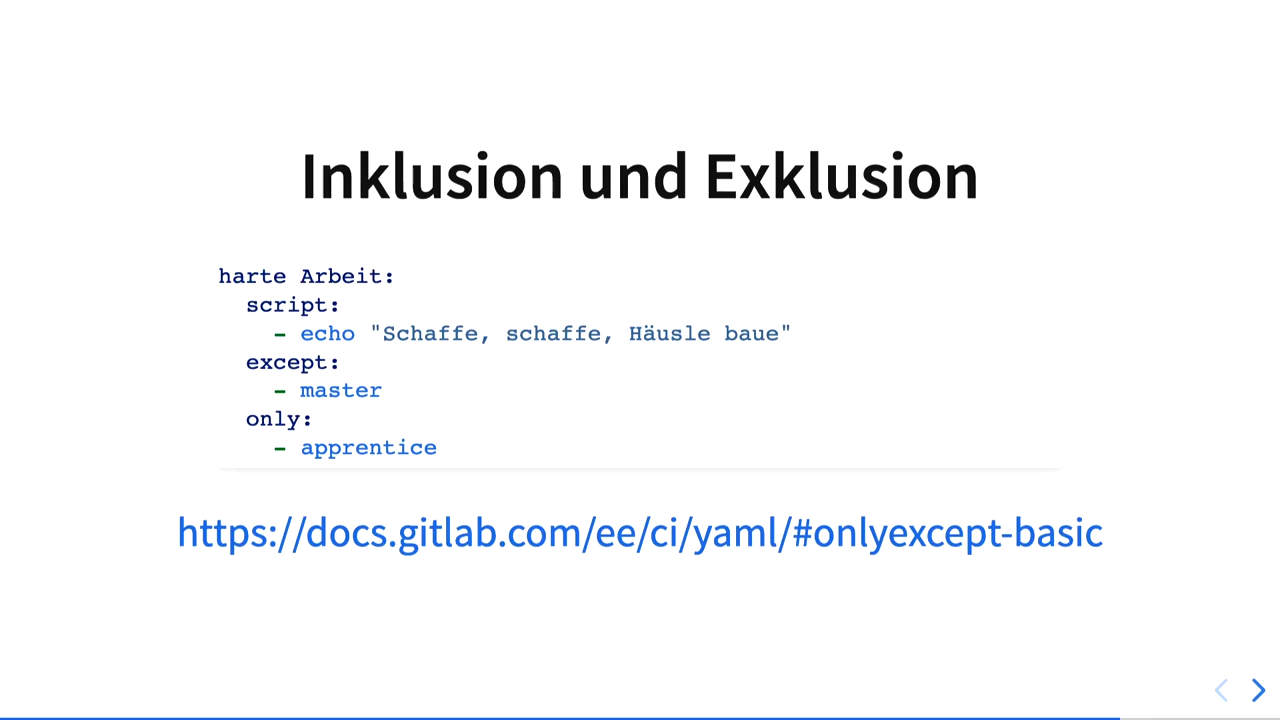 Inklusion und Exklusion
harte Arbeit:
  script:
    - echo "Schaffe, schaffe, Häusle baue"
  except:
    - master
  only:
    - apprentice
https://docs.gitlab.com/ee/ci/yaml/#onlyexcept-basic